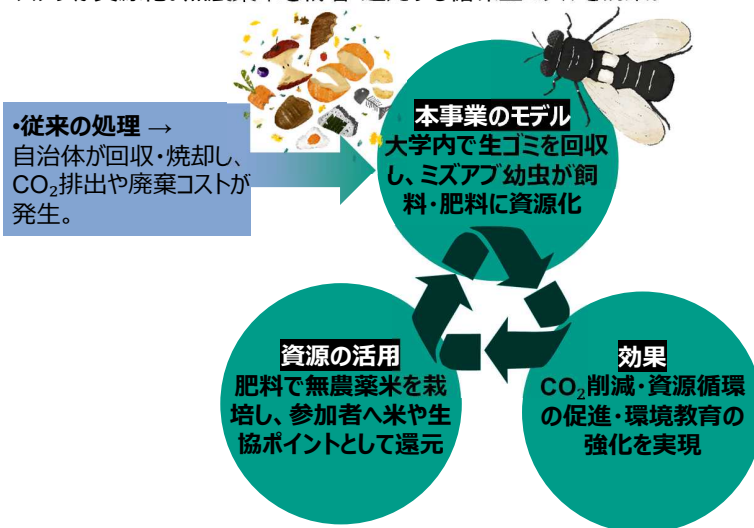 ・従来の処理 →
自治体が回収・焼却し、
CO₂排出や廃棄コストが
発生。
本事業のモデル
大学内で生ゴミを回収
し、ミズアブ幼虫が飼
料・肥料に資源化
資源の活用
肥料で無農薬米を栽
培し、参加者へ米や生
協ポイントとして還元
効果
CO₂削減・資源循環
の促進・環境教育の
強化を実現